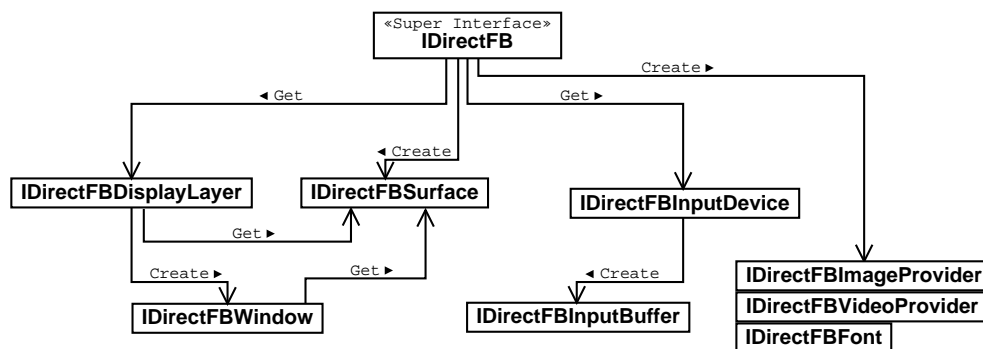 «Super Interface»
IDirectFB
Create ►
◄ Get
Get ►
◄ Create
IDirectFBDisplayLayer
IDirectFBSurface
IDirectFBInputDevice
Get ►
Create ►
Get ►
◄ Create
IDirectFBImageProvider
IDirectFBVideoProvider
IDirectFBFont
IDirectFBWindow
IDirectFBInputBuffer